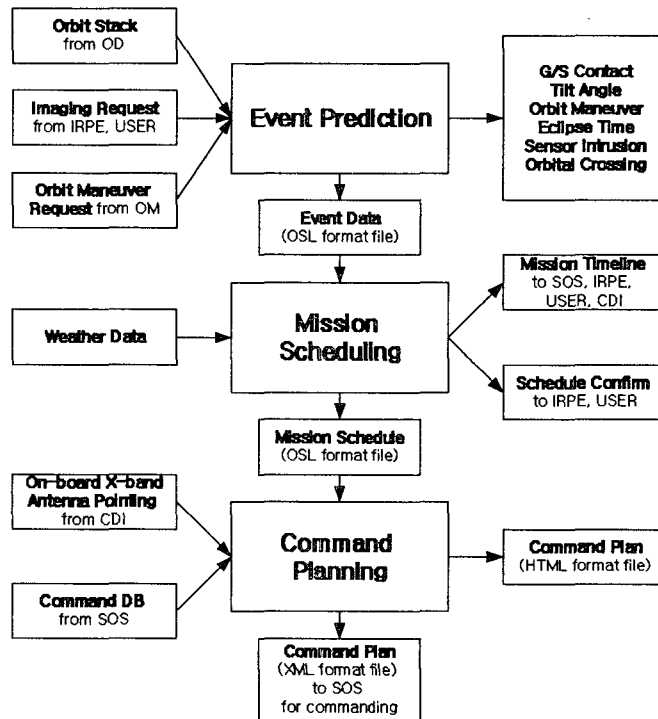 Orbit Stack
from OD
Imaging Request
from IRPE, USER
Orbit Maneuver
Request from OM
Event Prediction
G/S Contact
Tilt Angle
Orbit Maneuver
Eclipse Time
Sensor Intrusion
Orbital Crossing
Event Data
(OSL format file)
Weather Data
Mission
Scheduling
Mission Timeline
to SOS, IRPE,
USER, CDI
Schedule Confirm
to IRPE, USER
Mission Schedule
(OSL format file)
On-board X-band
Antenna Pointing
from CDI
Command DB
from SOS
Command
Planning
Command Plan
(HTML format file)
Command Plan
(XML format file)
to SOS
for commanding